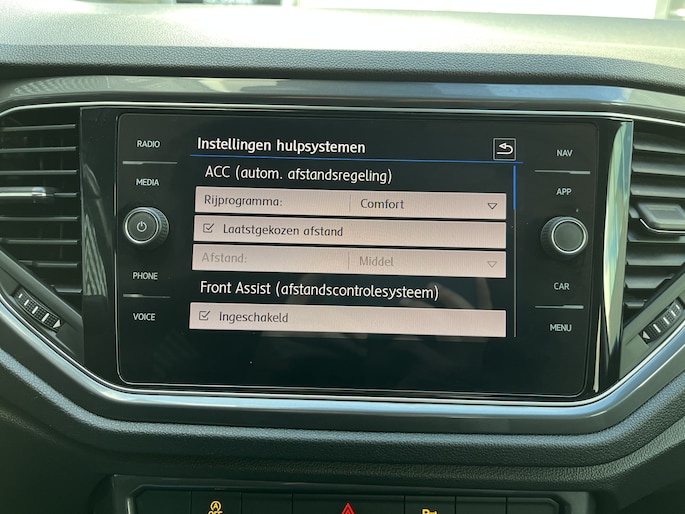 RADIO
MEDIA
PHONE
VOICE
Instellingen hulpsystemen
ACC (autom. afstandsregeling)
Rijprogramma: Comfort
Laatstgekozen afstand
Afstand: Middel
Front Assist (afstandscontrolesysteem)
Ingeschakeld
NAV
APP
CAR
MENU
OFF